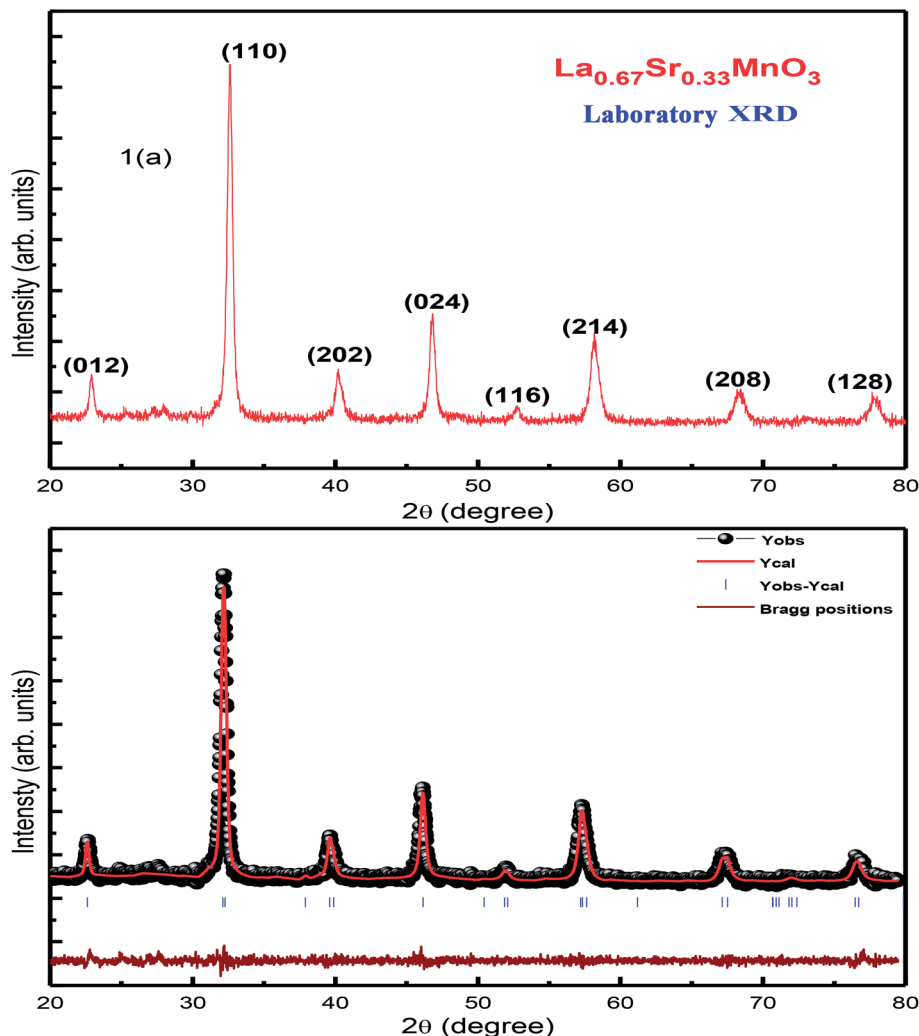 (110)
La0.67Sr0.33MnO3
Laboratory XRD
1(a)
(024)
(214)
(012)
(202)
(116)
(208)
(128)
Intensity (arb. units)
20 30 40 50 60 70 80
2θ (degree)
Yobs
Ycal
Yobs-Ycal
Bragg positions
Intensty (arb. units)
20 30 40 50 60 70 80
2θ (degree)